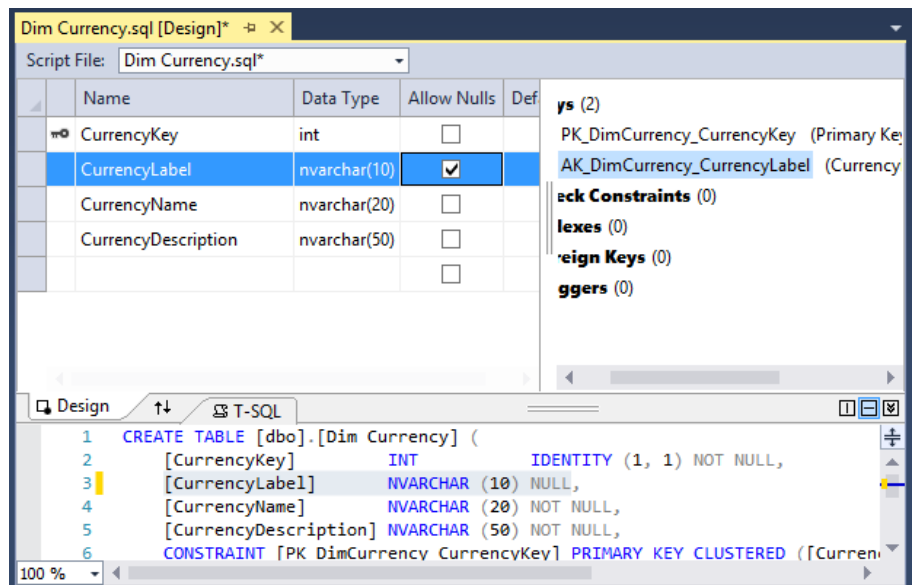 Dim Currency.sql [Design]*
Script File: Dim Currency.sql*
Name Data Type Allow Nulls Def
CurrencyKey int
CurrencyLabel nvarchar(10)
CurrencyName nvarchar(20)
CurrencyDescription nvarchar(50)
ys (2)
PK_DimCurrency_CurrencyKey (Primary Key
AK_DimCurrency_CurrencyLabel (Currency
eck Constraints (0)
lexes (0)
reign Keys (0)
ggers (0)
Design T-SQL
1 CREATE TABLE [dbo].[Dim Currency] (
2 [CurrencyKey] INT IDENTITY (1, 1) NOT NULL,
3 [CurrencyLabel] NVARCHAR (10) NULL,
4 [CurrencyName] NVARCHAR (20) NOT NULL,
5 [CurrencyDescription] NVARCHAR (50) NOT NULL,
6 CONSTRAINT [PK_DimCurrency_CurrencyKey] PRIMARY KEY CLUSTERED ([Curren
100 %